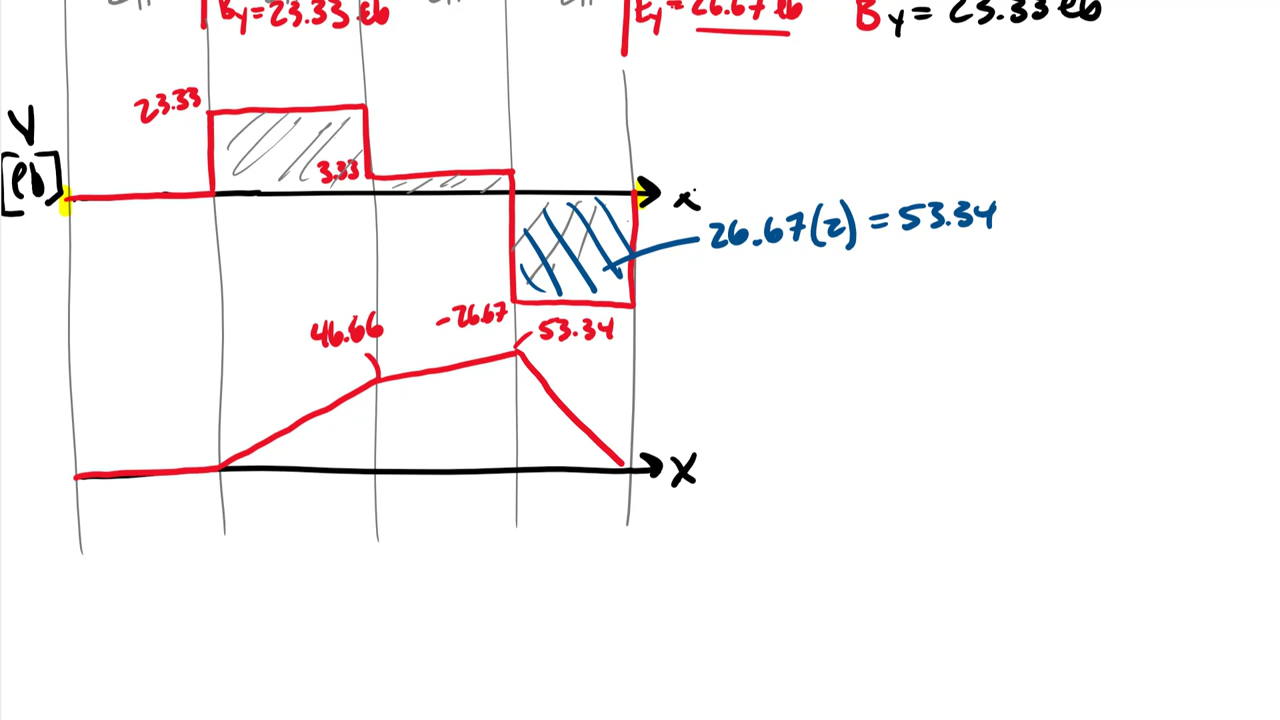 By=23.33 lb
Ey=26.67 lb
By=23.33 lb
23.33
V
[lb]
3.33
x
26.67(2)=53.34
-26.67
46.66
53.34
X